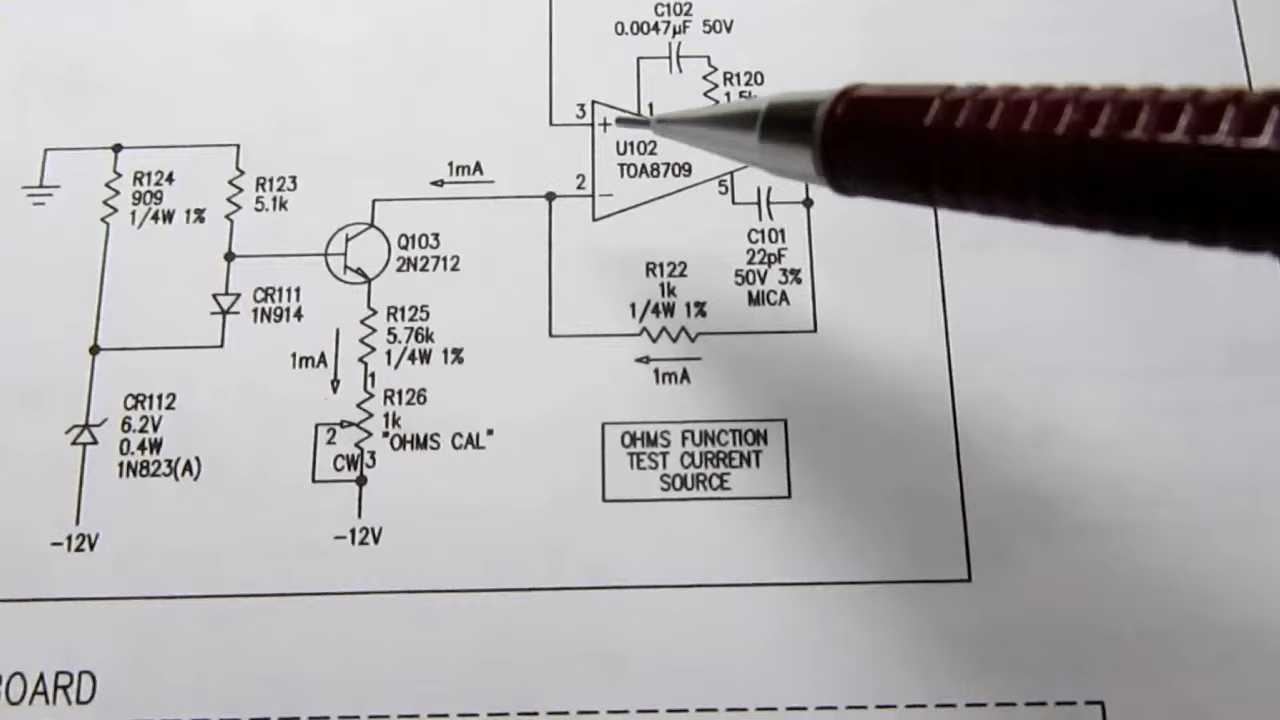 C102
0.0047µF 50V
R120
3
+
1
U102
TOA8709
2
−
5
1mA
R124
909
1/4W 1%
R123
5.1k
Q103
2N2712
C101
22pF
50V 3%
MICA
R122
1k
1/4W 1%
1mA
CR111
1N914
R125
5.76k
1/4W 1%
1mA
1
R126
1k
"OHMS CAL"
2
CW
3
CR112
6.2V
0.4W
1N823(A)
OHMS FUNCTION
TEST CURRENT
SOURCE
−12V
−12V